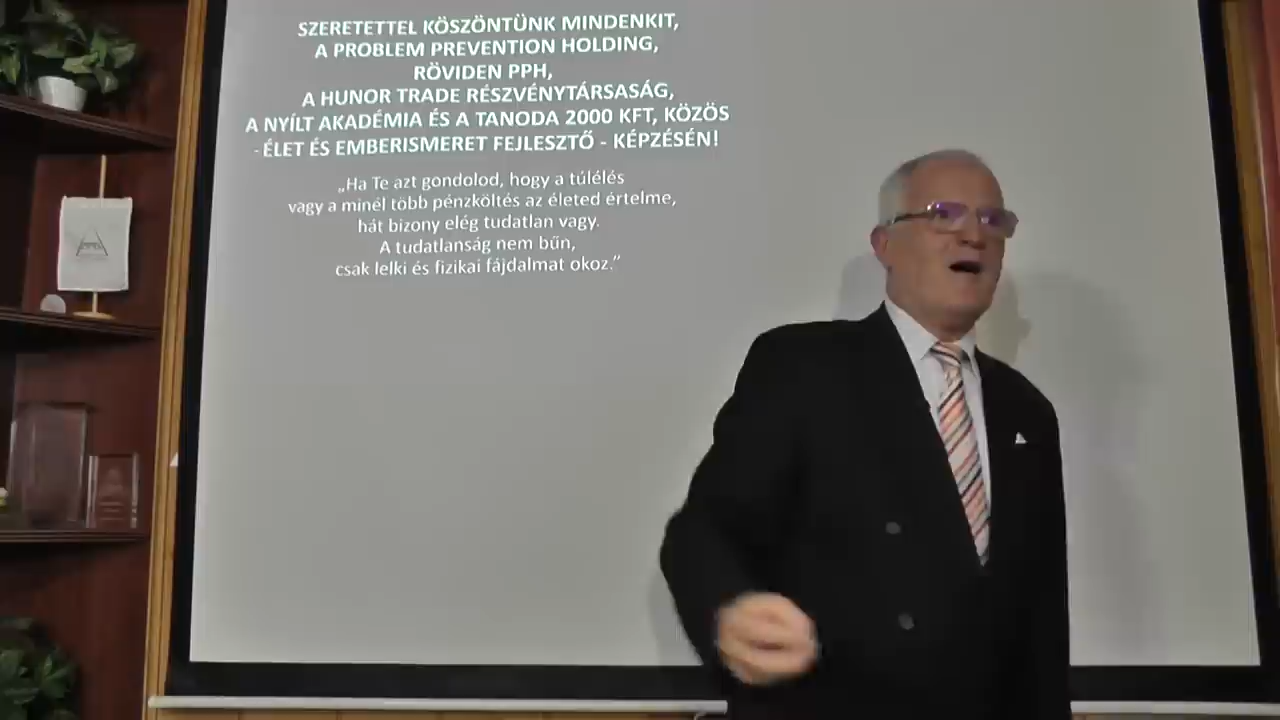 SZERETETTEL KÖSZÖNTÜNK MINDENKIT,
A PROBLEM PREVENTION HOLDING,
RÖVIDEN PPH,
A HUNOR TRADE RÉSZVÉNYTÁRSASÁG,
A NYÍLT AKADÉMIA ÉS A TANODA 2000 KFT, KÖZÖS
- ÉLET ÉS EMBERISMERET FEJLESZTŐ - KÉPZÉSÉN!
„Ha Te azt gondolod, hogy a túlélés
vagy a minél több pénzköltés az életed értelme,
hát bizony elég tudatlan vagy.
A tudatlanság nem bűn,
csak lelki és fizikai fájdalmat okoz.”